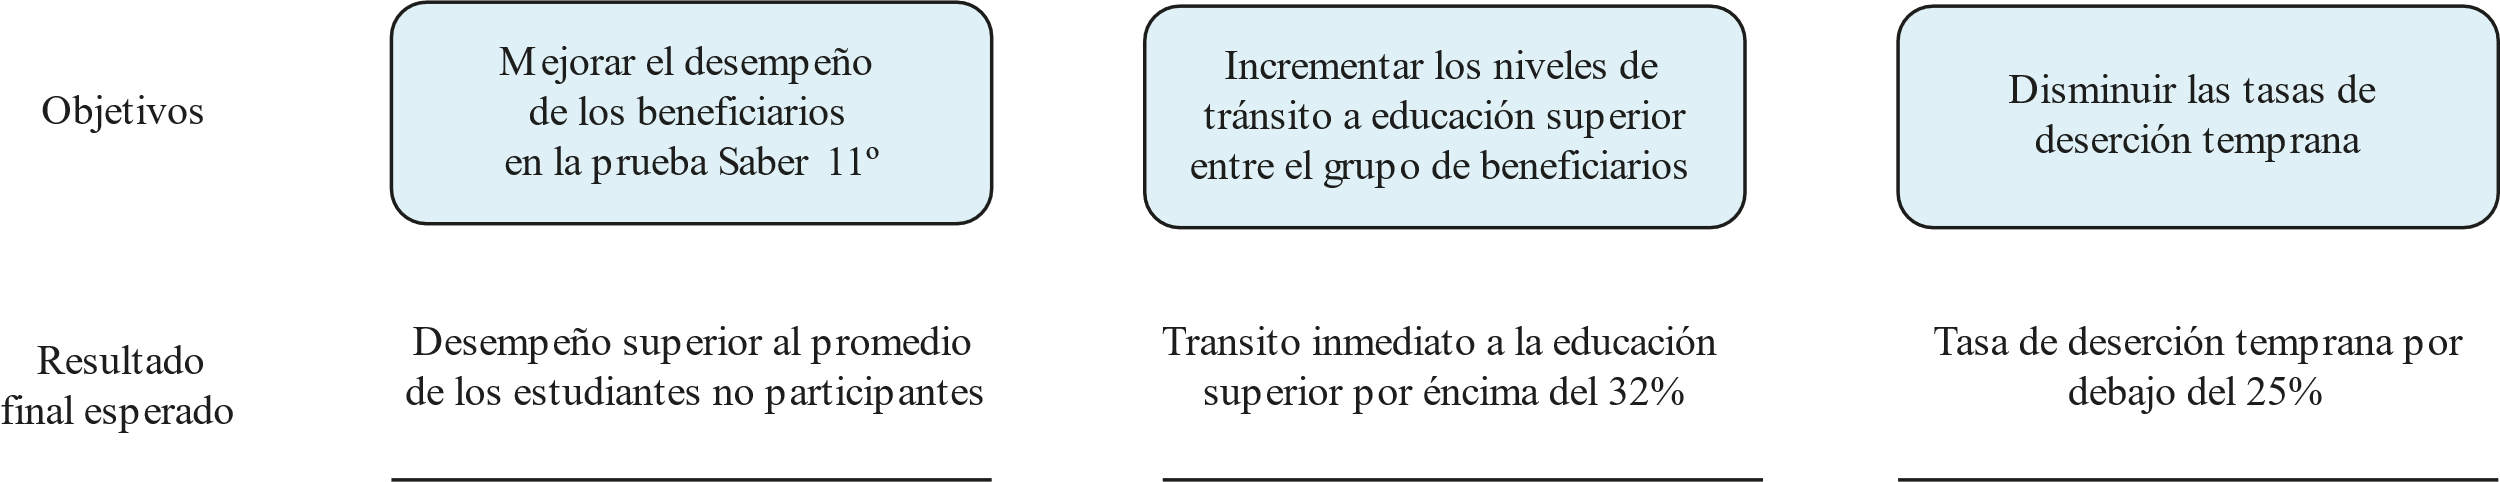 Objetivos
Mejorar el desempeño
de los beneficiarios
en la prueba Saber 11º
Incrementar los niveles de
tránsito a educación superior
entre el grupo de beneficiarios
Disminuir las tasas de
deserción temprana
Resultado
final esperado
Desempeño superior al promedio
de los estudiantes no participantes
Transito inmediato a la educación
superior por éncima del 32%
Tasa de deserción temprana por
debajo del 25%